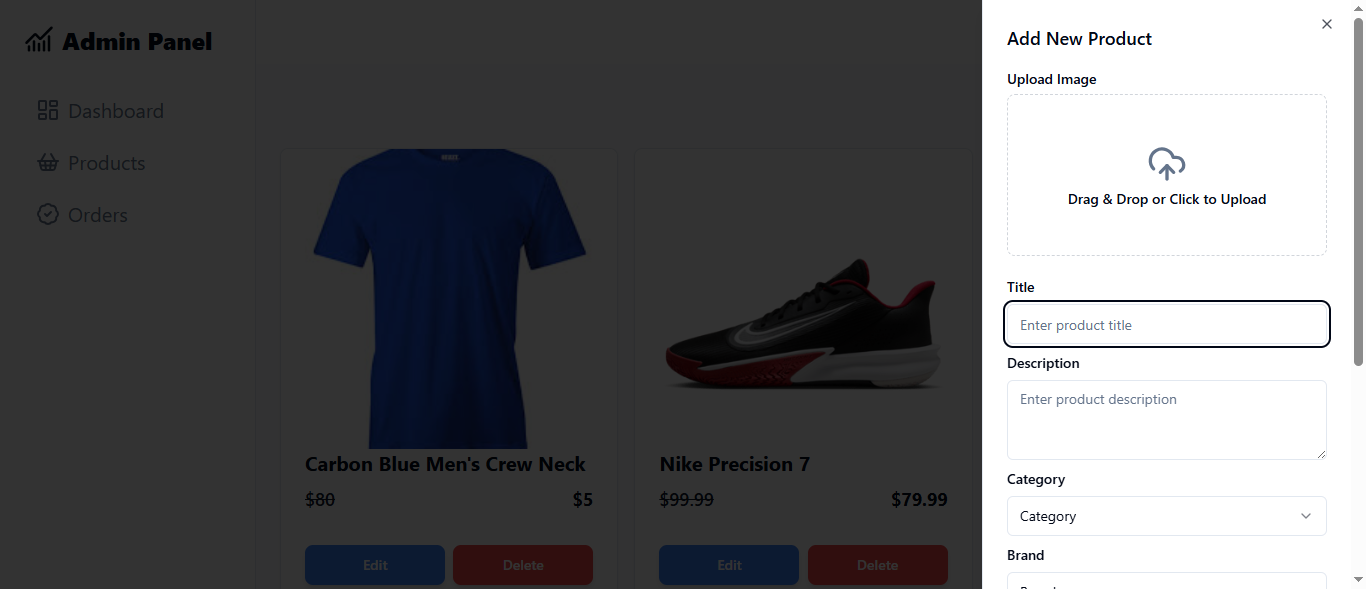 Admin Panel
Dashboard
Products
Orders
Carbon Blue Men's Crew Neck
$80 $5
Edit Delete
Nike Precision 7
$99.99 $79.99
Edit Delete
Add New Product
Upload Image
Drag & Drop or Click to Upload
Title
Enter product title
Description
Enter product description
Category
Category
Brand